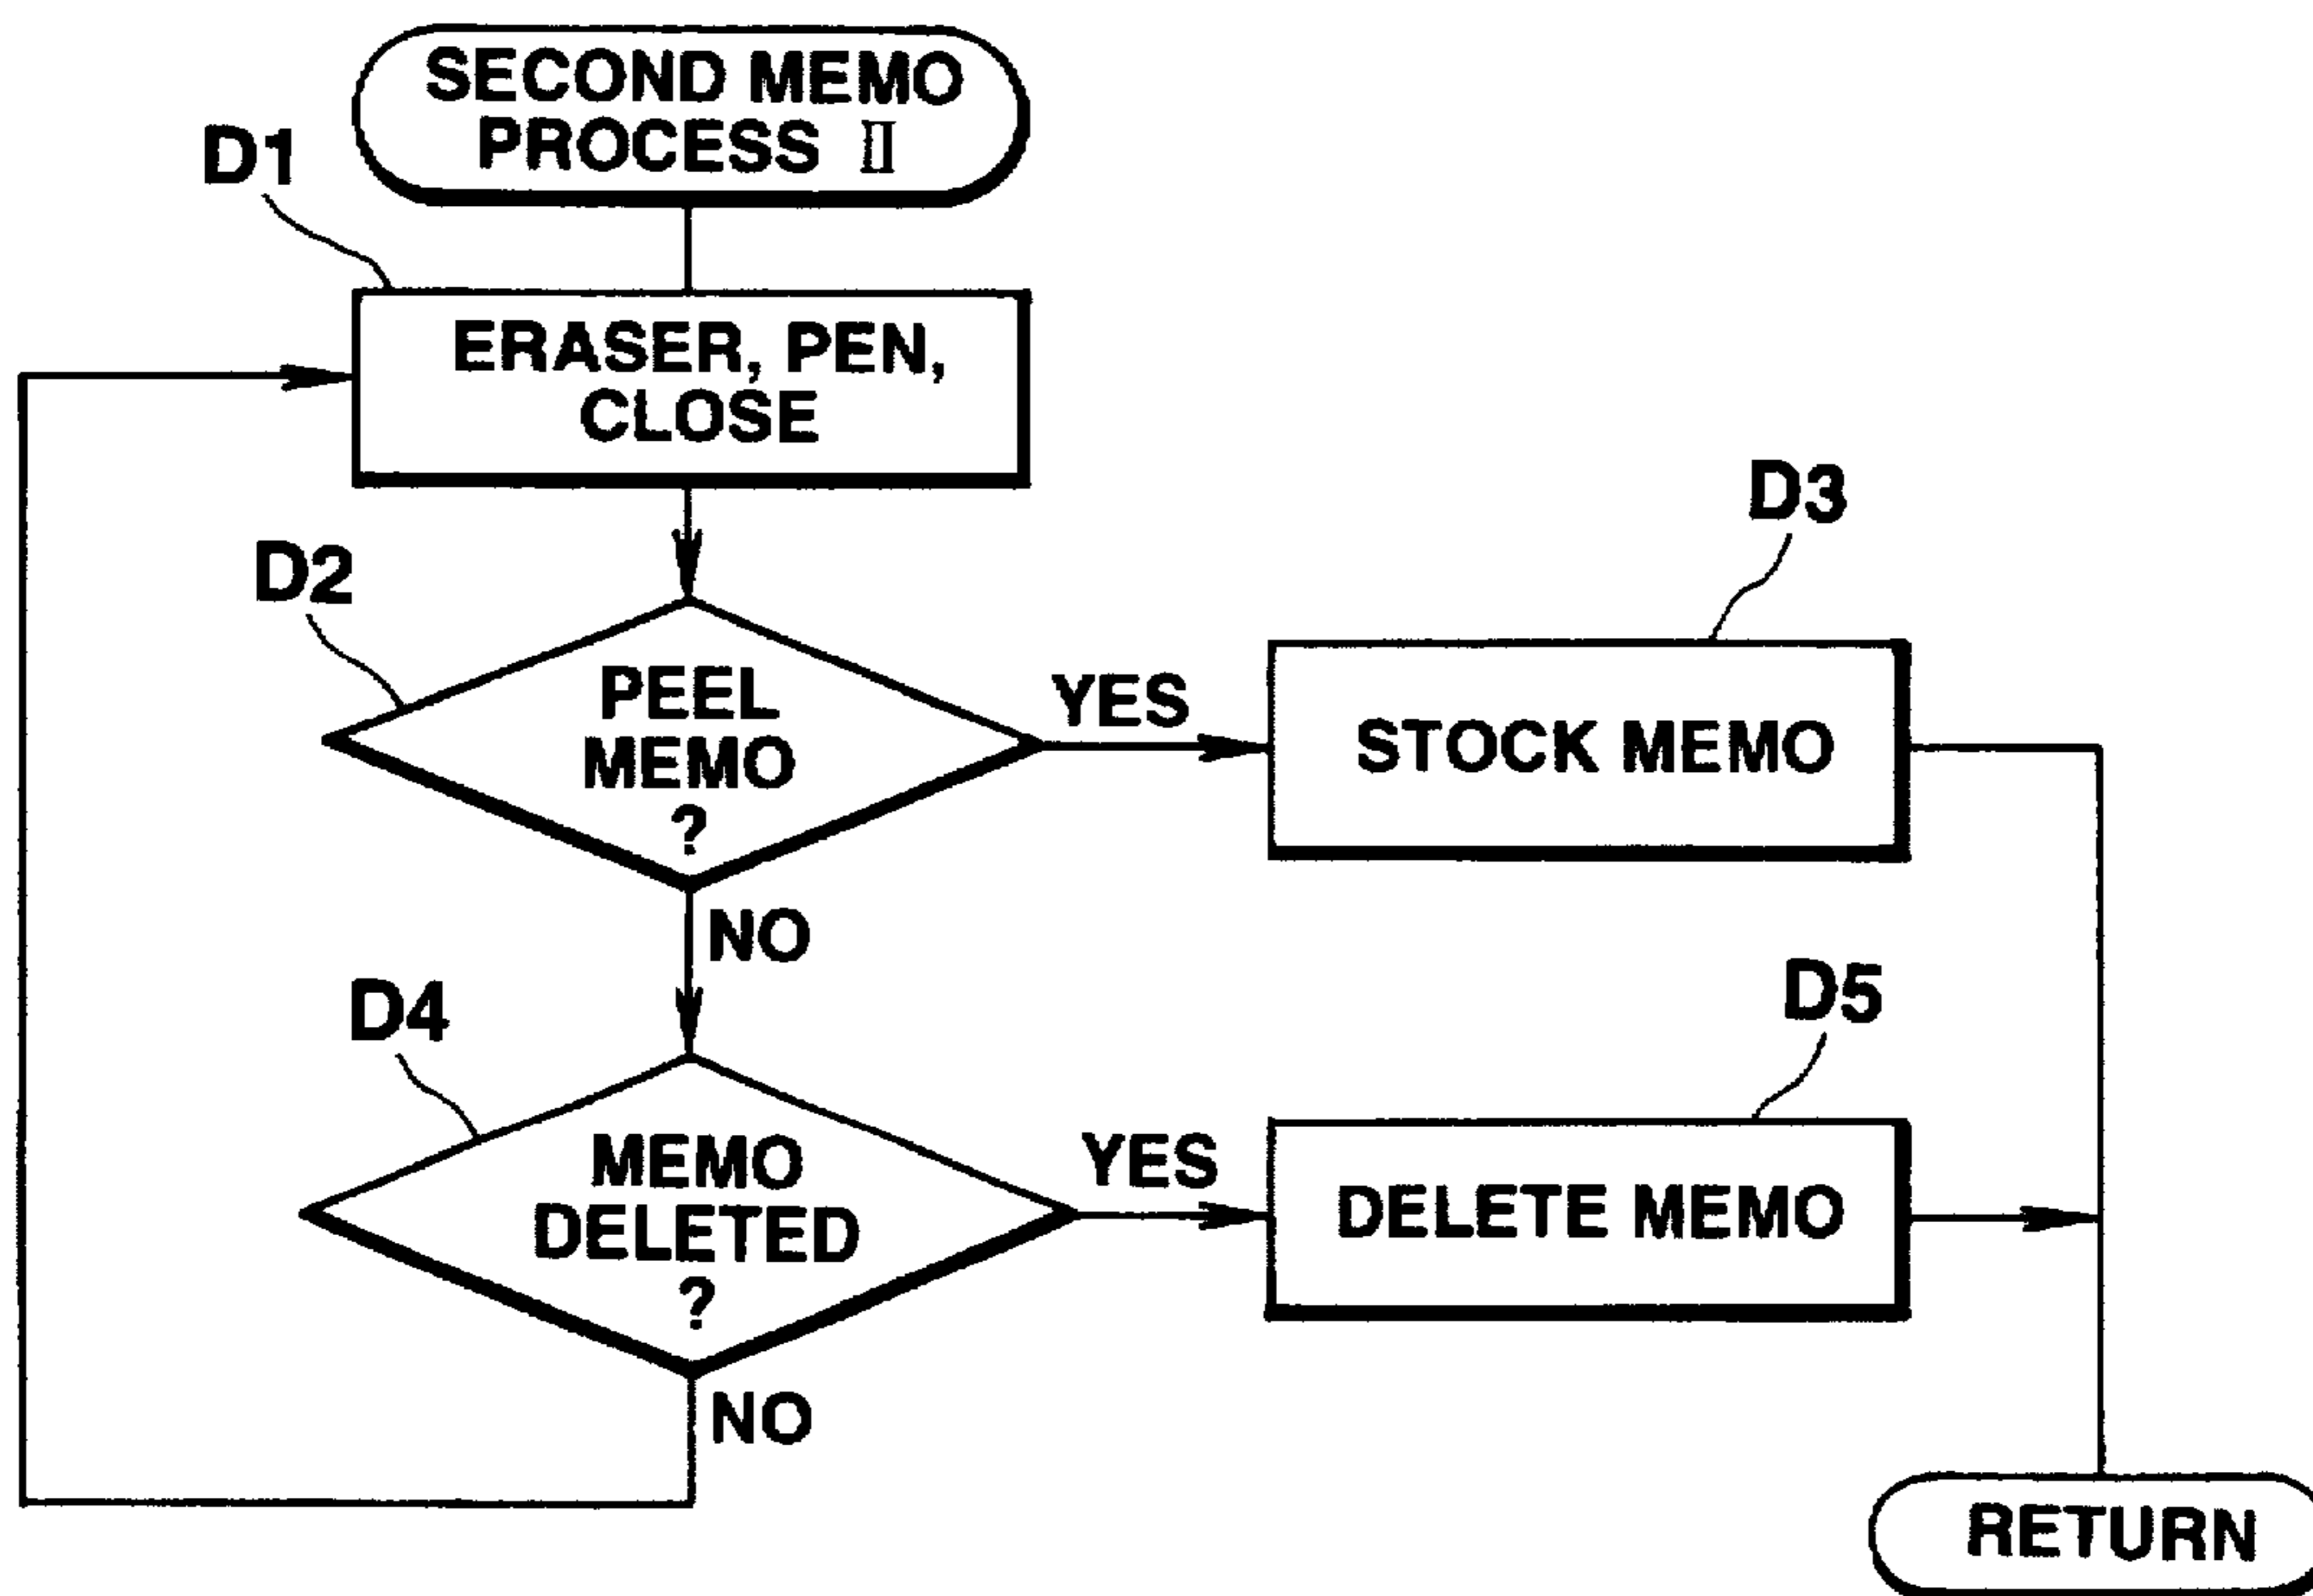 SECOND MEMO
PROCESS II
D1
ERASER, PEN,
CLOSE
D2
PEEL
MEMO
?
YES
D3
STOCK MEMO
NO
D4
MEMO
DELETED
?
YES
D5
DELETE MEMO
NO
RETURN